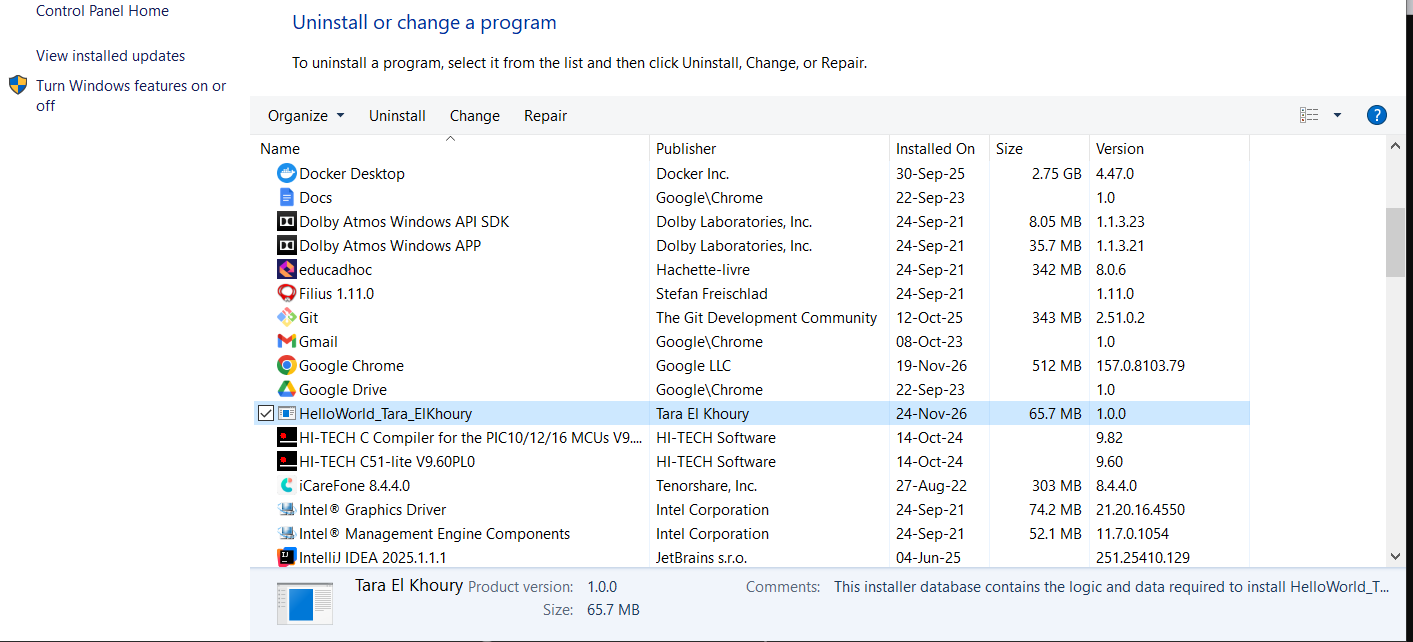 Control Panel Home
View installed updates
Turn Windows features on or
off
Uninstall or change a program
To uninstall a program, select it from the list and then click Uninstall, Change, or Repair.
Organize Uninstall Change Repair ?
Name Publisher Installed On Size Version
Docker Desktop Docker Inc. 30-Sep-25 2.75 GB 4.47.0
Docs Google\Chrome 22-Sep-23 1.0
Dolby Atmos Windows API SDK Dolby Laboratories, Inc. 24-Sep-21 8.05 MB 1.1.3.23
Dolby Atmos Windows APP Dolby Laboratories, Inc. 24-Sep-21 35.7 MB 1.1.3.21
educadhoc Hachette-livre 24-Sep-21 342 MB 8.0.6
Filius 1.11.0 Stefan Freischlad 24-Sep-21 1.11.0
Git The Git Development Community 12-Oct-25 343 MB 2.51.0.2
Gmail Google\Chrome 08-Oct-23 1.0
Google Chrome Google LLC 19-Nov-26 512 MB 157.0.8103.79
Google Drive Google\Chrome 22-Sep-23 1.0
HelloWorld_Tara_ElKhoury Tara El Khoury 24-Nov-26 65.7 MB 1.0.0
HI-TECH C Compiler for the PIC10/12/16 MCUs V9.... HI-TECH Software 14-Oct-24 9.82
HI-TECH C51-lite V9.60PL0 HI-TECH Software 14-Oct-24 9.60
iCareFone 8.4.4.0 Tenorshare, Inc. 27-Aug-22 303 MB 8.4.4.0
Intel® Graphics Driver Intel Corporation 24-Sep-21 74.2 MB 21.20.16.4550
Intel® Management Engine Components Intel Corporation 24-Sep-21 52.1 MB 11.7.0.1054
IntelliJ IDEA 2025.1.1.1 JetBrains s.r.o. 04-Jun-25 251.25410.129
Tara El Khoury Product version: 1.0.0 Comments: This installer database contains the logic and data required to install HelloWorld_T...
Size: 65.7 MB